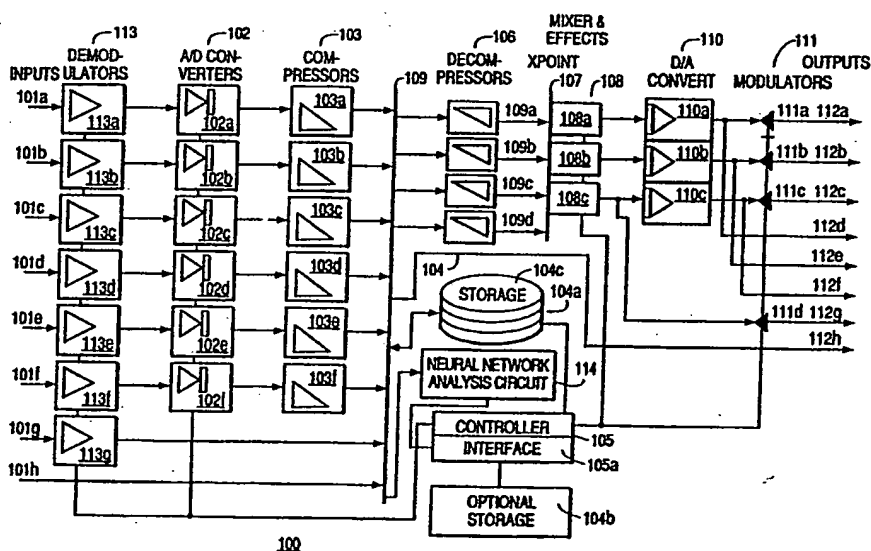 113 102 103 106 MIXER & EFFECTS 110 111
DEMOD- A/D CON- COM- DECOM- XPOINT D/A OUTPUTS
INPUTS ULATORS VERTERS PRESSORS 109 PRESSORS 107 108 CONVERT MODULATORS
101a 113a 102a 103a 109a 108a 110a 111a 112a
101b 113b 102b 103b 109b 108b 110b 111b 112b
101c 113c 102c 103c 109c 108c 110c 111c 112c
109d 112d
101d 113d 102d 103d 104 104c 112e
STORAGE 104a 112f
101e 113e 102e 103e 111d 112g
112h
101f 113f 102f 103f NEURAL NETWORK
ANALYSIS CIRCUIT 114
101g 113g CONTROLLER 105
INTERFACE 105a
101h
OPTIONAL
STORAGE 104b
100